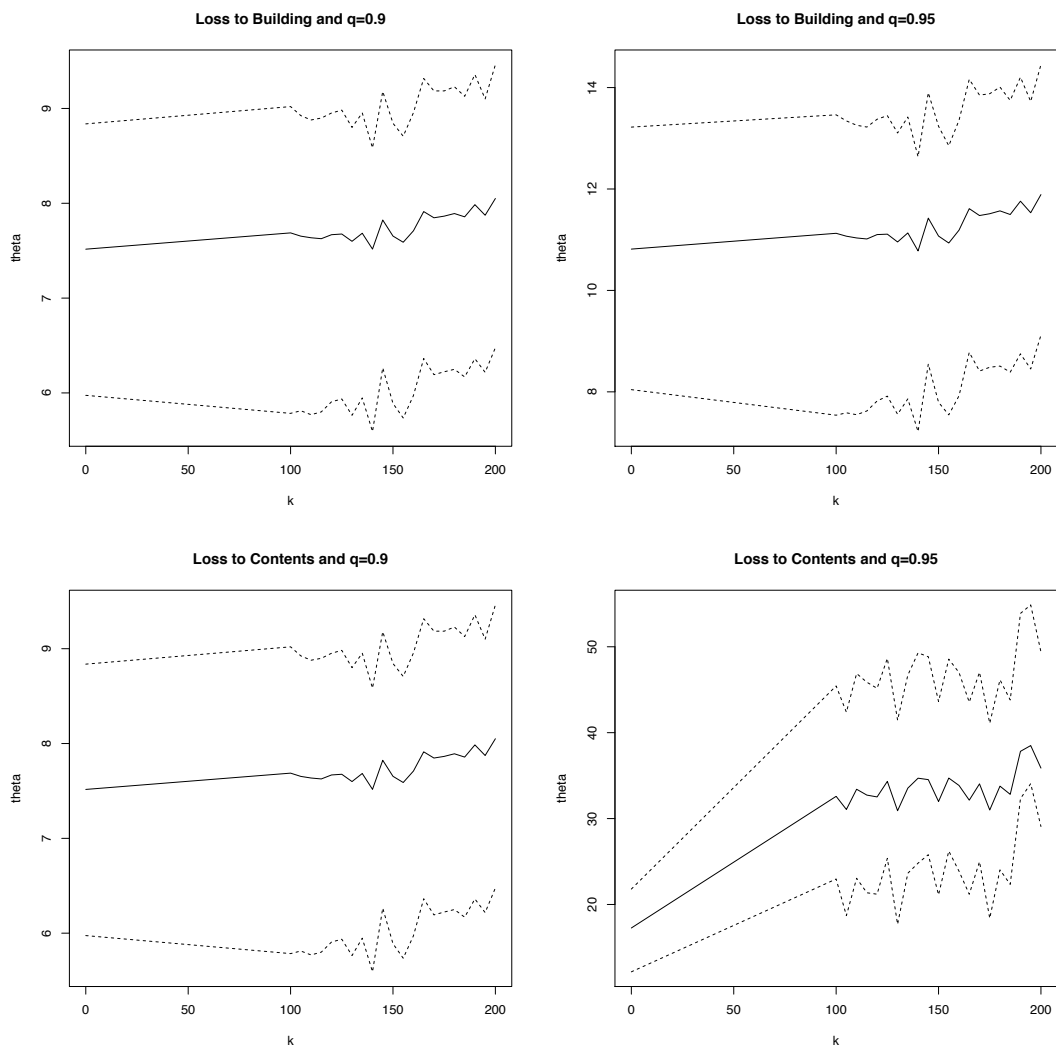 Loss to Building and q=0.9
theta
9
8
7
6
0 50 100 150 200
k
Loss to Building and q=0.95
theta
14
12
10
8
0 50 100 150 200
k
Loss to Contents and q=0.9
theta
9
8
7
6
0 50 100 150 200
k
Loss to Contents and q=0.95
theta
50
40
30
20
0 50 100 150 200
k